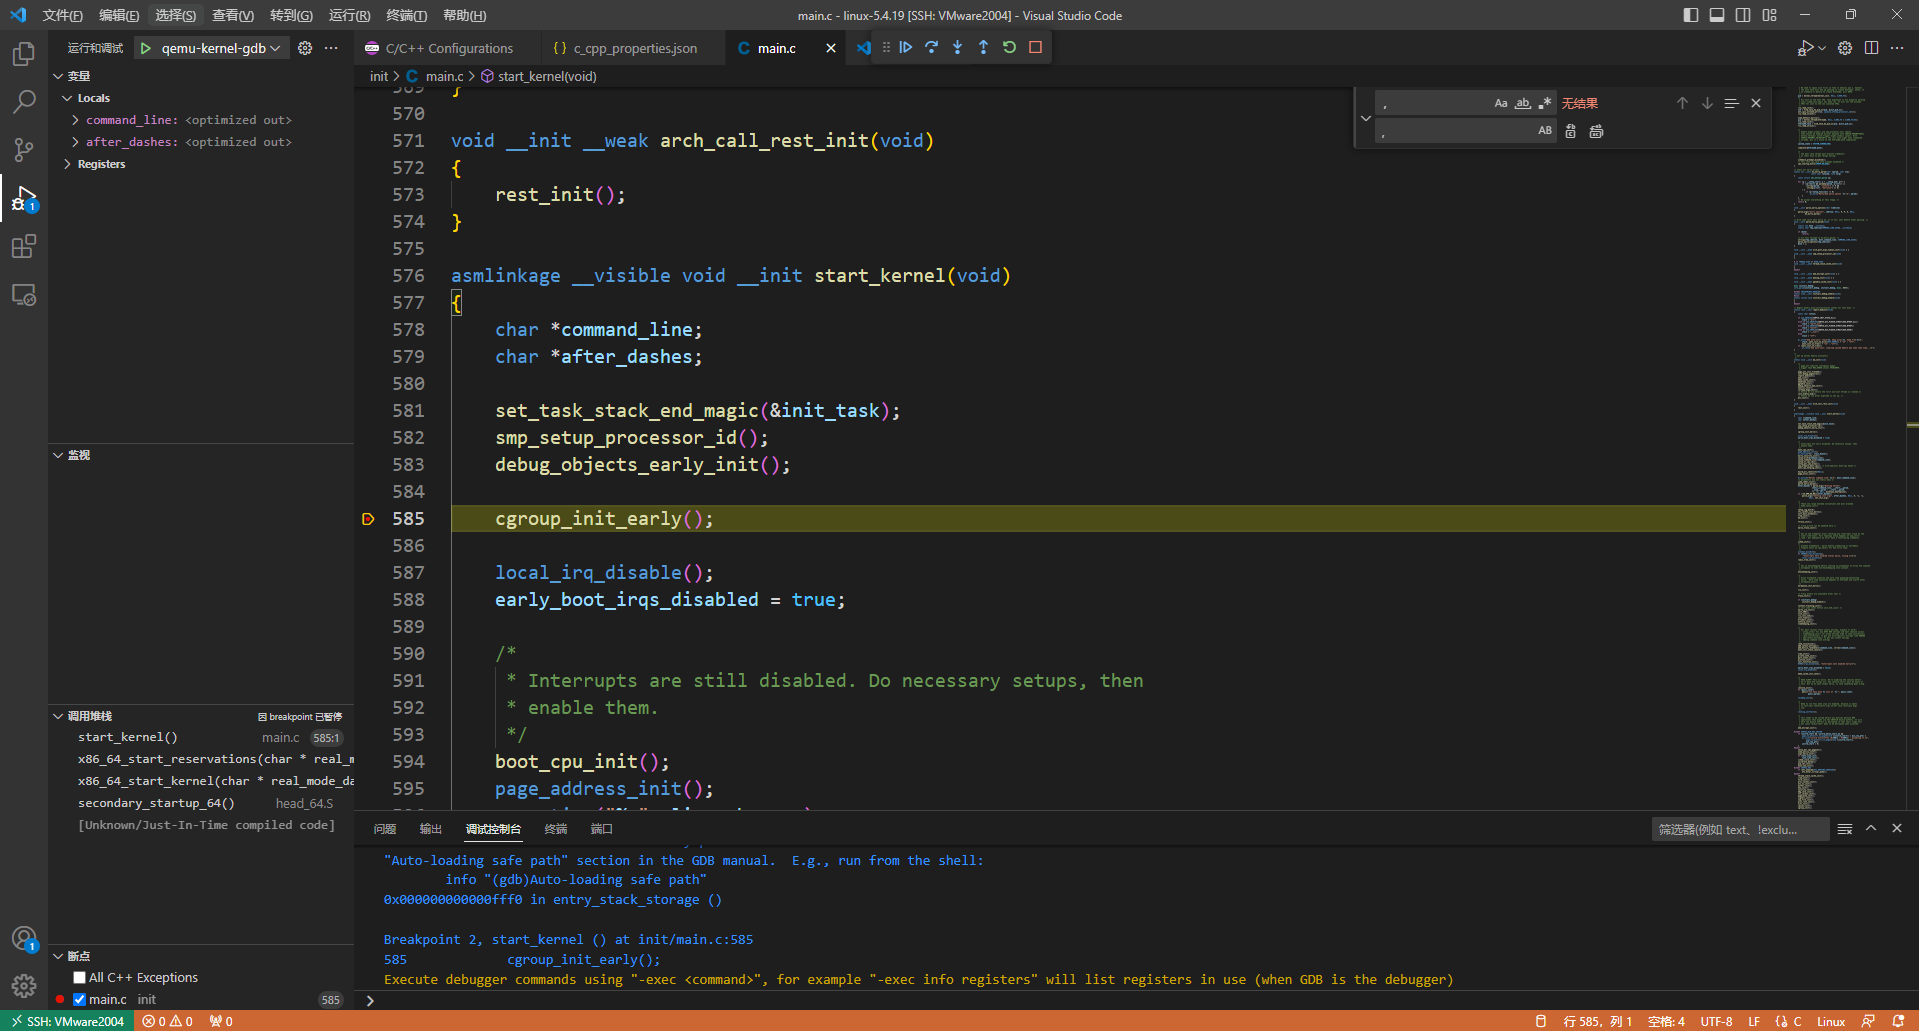 文件(F) 编辑(E) 选择(S) 查看(V) 转到(G) 运行(R) 终端(T) 帮助(H)
main.c - linux-5.4.19 [SSH: VMware2004] - Visual Studio Code
运行和调试 qemu-kernel-gdb
C/C++ Configurations
{ } c_cpp_properties.json
C main.c
init > C main.c > start_kernel(void)
变量
Locals
command_line: <optimized out>
after_dashes: <optimized out>
Registers
监视
调用堆栈
因 breakpoint 已暂停
start_kernel() main.c 585:1
x86_64_start_reservations(char * real_m
x86_64_start_kernel(char * real_mode_da
secondary_startup_64() head_64.S
[Unknown/Just-In-Time compiled code]
断点
All C++ Exceptions
main.c init 585
1
1
, Aa ab 无结果
, AB
569 }
570
571 void __init __weak arch_call_rest_init(void)
572 {
573 rest_init();
574 }
575
576 asmlinkage __visible void __init start_kernel(void)
577 {
578 char *command_line;
579 char *after_dashes;
580
581 set_task_stack_end_magic(&init_task);
582 smp_setup_processor_id();
583 debug_objects_early_init();
584
585 cgroup_init_early();
586
587 local_irq_disable();
588 early_boot_irqs_disabled = true;
589
590 /*
591 * Interrupts are still disabled. Do necessary setups, then
592 * enable them.
593 */
594 boot_cpu_init();
595 page_address_init();
问题 输出 调试控制台 终端 端口
筛选器(例如 text、!exclu...
"Auto-loading safe path" section in the GDB manual. E.g., run from the shell:
info "(gdb)Auto-loading safe path"
0x000000000000fff0 in entry_stack_storage ()
Breakpoint 2, start_kernel () at init/main.c:585
585 cgroup_init_early();
Execute debugger commands using "-exec <command>", for example "-exec info registers" will list registers in use (when GDB is the debugger)
>
SSH: VMware2004 0 0 0
行 585，列 1 空格: 4 UTF-8 LF {} C Linux